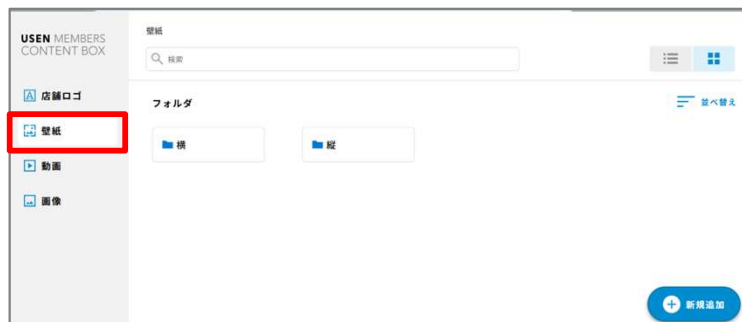 USEN MEMBERS
CONTENT BOX
店舗ロゴ
壁紙
動画
画像
壁紙
検索
フォルダ
並べ替え
横
縦
新規追加